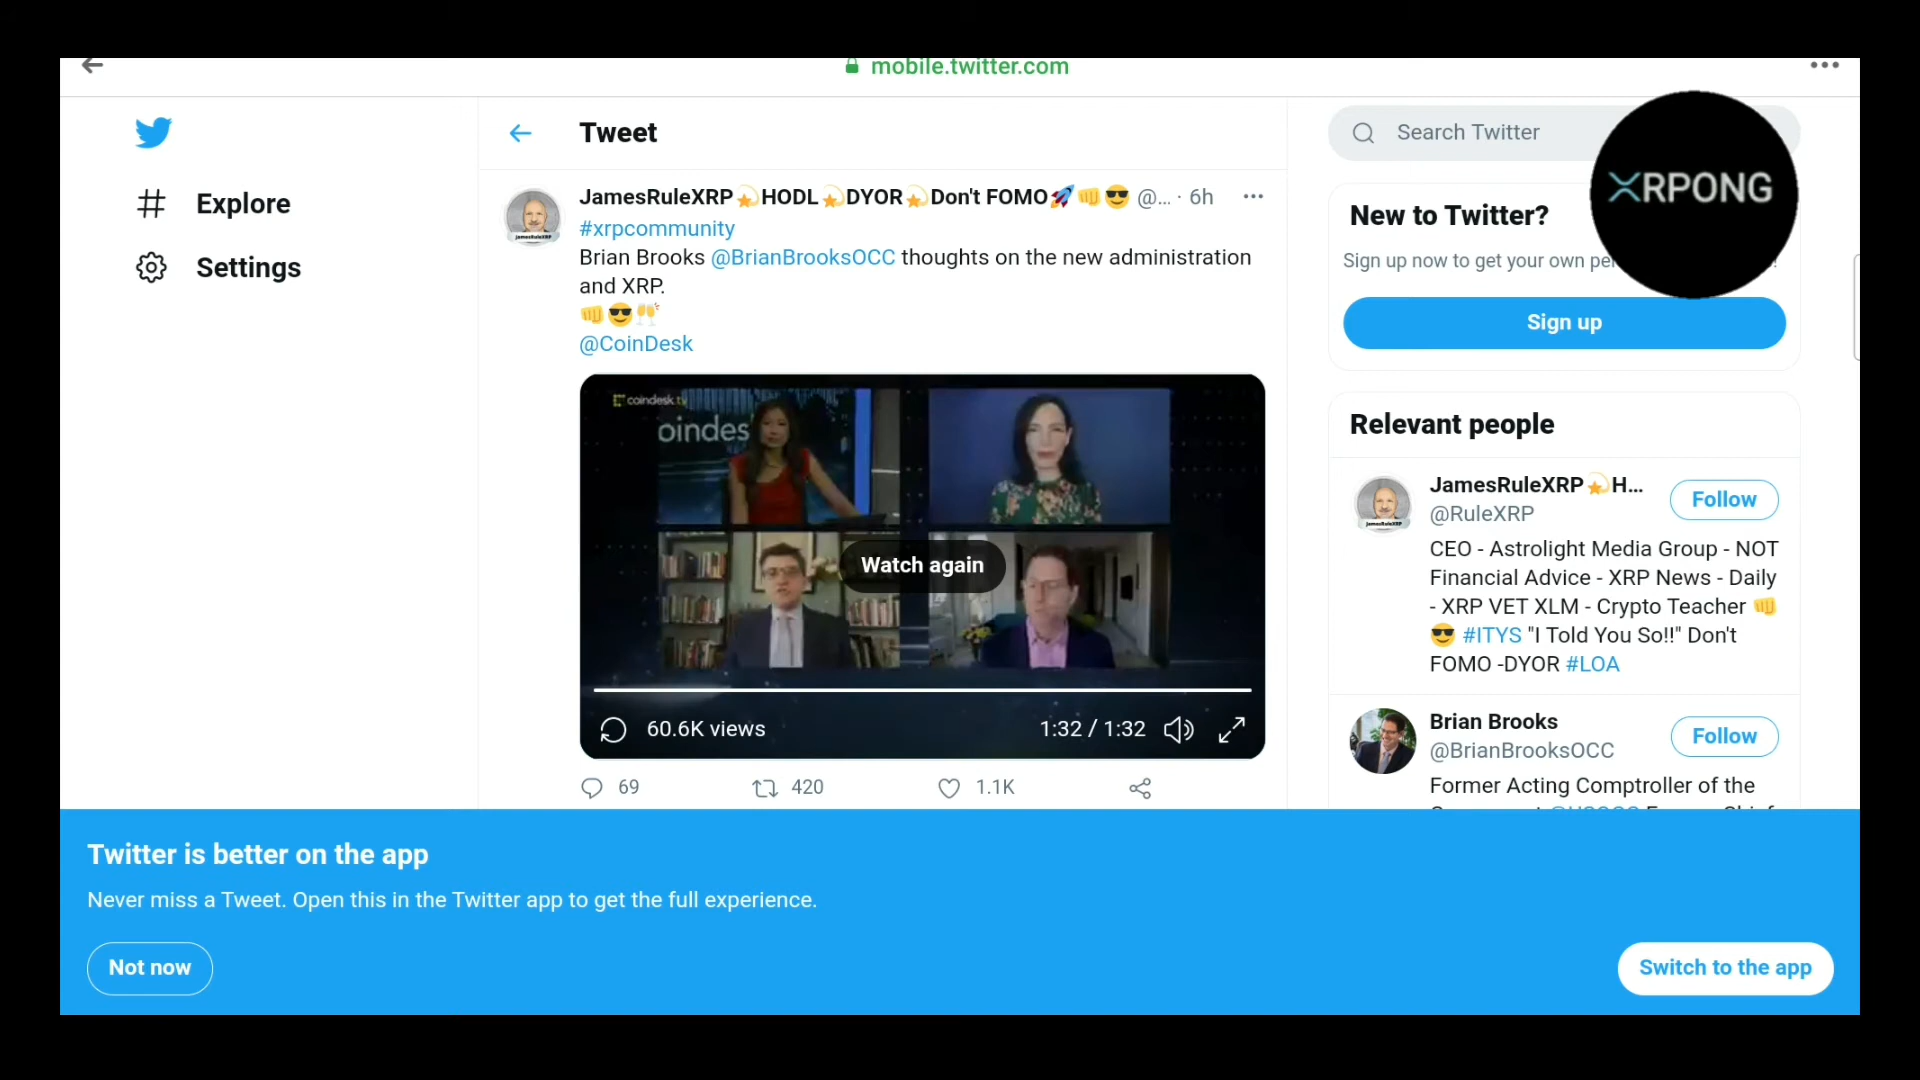 mobile.twitter.com
Explore
Settings
Tweet
JamesRuleXRP💫HODL💫DYOR💫Don't FOMO🚀👊😎 @... · 6h
#xrpcommunity
Brian Brooks @BrianBrooksOCC thoughts on the new administration
and XRP.
👊😎🥂
@CoinDesk
coindesk tv
oindes
Watch again
60.6K views
1:32 / 1:32
69
420
1.1K
Search Twitter
XRPONG
New to Twitter?
Sign up now to get your own
Sign up
Relevant people
JamesRuleXRP💫H...
@RuleXRP
Follow
CEO - Astrolight Media Group - NOT
Financial Advice - XRP News - Daily
- XRP VET XLM - Crypto Teacher 👊
😎 #ITYS "I Told You So!!" Don't
FOMO -DYOR #LOA
Brian Brooks
@BrianBrooksOCC
Follow
Former Acting Comptroller of the
Twitter is better on the app
Never miss a Tweet. Open this in the Twitter app to get the full experience.
Not now
Switch to the app